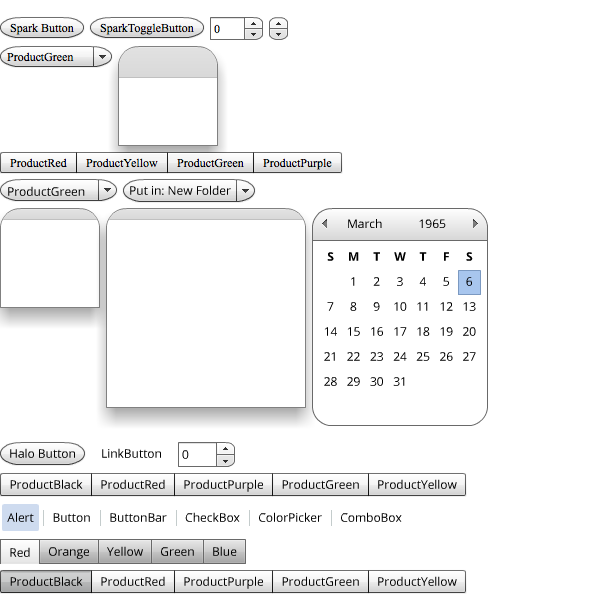 Spark Button SparkToggleButton 0
ProductGreen
ProductRed ProductYellow ProductGreen ProductPurple
ProductGreen Put in: New Folder
March 1965
S M T W T F S
1 2 3 4 5 6
7 8 9 10 11 12 13
14 15 16 17 18 19 20
21 22 23 24 25 26 27
28 29 30 31
Halo Button LinkButton 0
ProductBlack ProductRed ProductPurple ProductGreen ProductYellow
Alert Button ButtonBar CheckBox ColorPicker ComboBox
Red Orange Yellow Green Blue
ProductBlack ProductRed ProductPurple ProductGreen ProductYellow